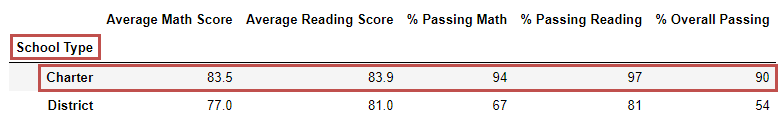 Average Math Score Average Reading Score % Passing Math % Passing Reading % Overall Passing
School Type
Charter 83.5 83.9 94 97 90
District 77.0 81.0 67 81 54